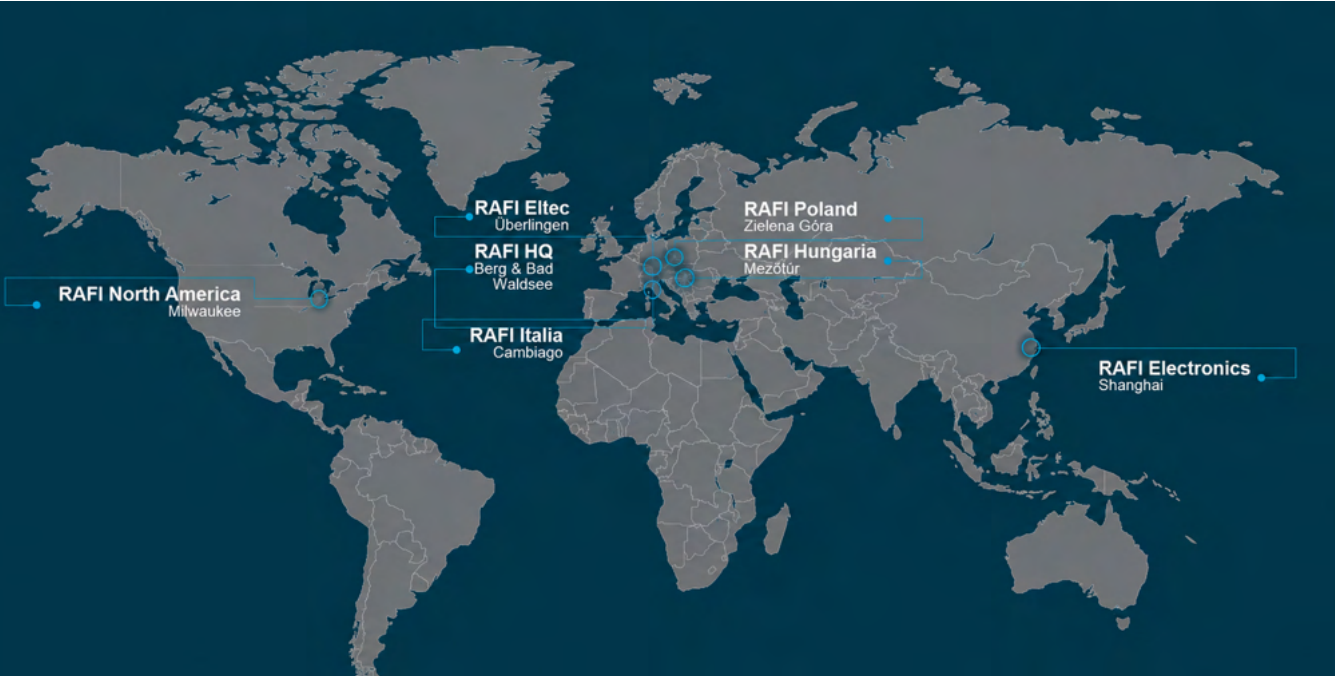 RAFI Eltec
Überlingen
RAFI HQ
Berg & Bad
Waldsee
RAFI North America
Milwaukee
RAFI Italia
Cambiago
RAFI Poland
Zielena Góra
RAFI Hungaria
Mezőtúr
RAFI Electronics
Shanghai